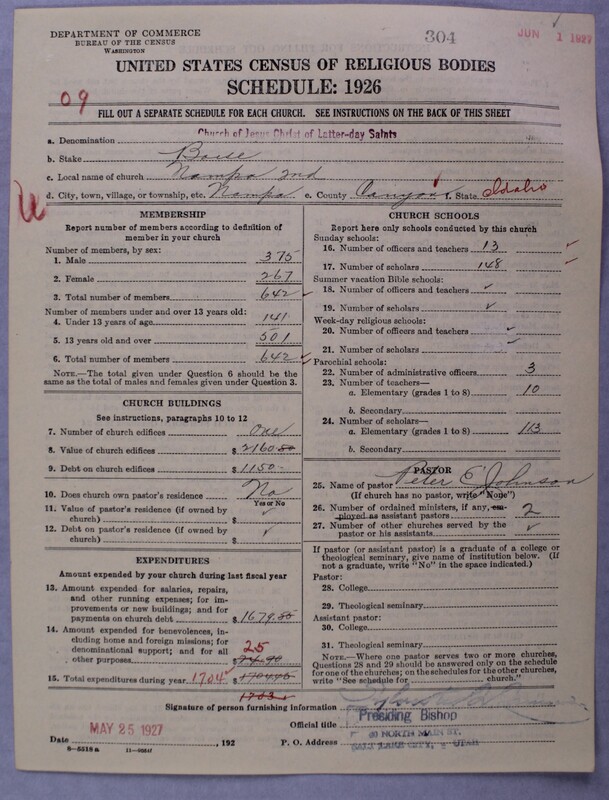 DEPARTMENT OF COMMERCE
BUREAU OF THE CENSUS
WASHINGTON
304
JUN 1 1927
UNITED STATES CENSUS OF RELIGIOUS BODIES
SCHEDULE: 1926
09
FILL OUT A SEPARATE SCHEDULE FOR EACH CHURCH. SEE INSTRUCTIONS ON THE BACK OF THIS SHEET
a. Denomination Church of Jesus Christ of Latter-day Saints
b. Stake Boise
c. Local name of church Nampa 2nd
d. City, town, village, or township, etc. Nampa e. County Canyon f. State Idaho
MEMBERSHIP
Report number of members according to definition of
member in your church
Number of members, by sex:
1. Male 375
2. Female 267
3. Total number of members 642
Number of members under and over 13 years old:
4. Under 13 years of age 141
5. 13 years old and over 501
6. Total number of members 642
NOTE.—The total given under Question 6 should be the
same as the total of males and females given under Question 3.
CHURCH BUILDINGS
See instructions, paragraphs 10 to 12
7. Number of church edifices One
8. Value of church edifices $ 2160
9. Debt on church edifices $ 1150
10. Does church own pastor's residence No
Yes or No
11. Value of pastor's residence (if owned by
church) $
12. Debt on pastor's residence (if owned by
church) $
EXPENDITURES
Amount expended by your church during last fiscal year
13. Amount expended for salaries, repairs,
and other running expenses; for im-
provements or new buildings; and for
payments on church debt $ 1679.85
14. Amount expended for benevolences, in-
cluding home and foreign missions; for
denominational support; and for all
other purposes $ 25
15. Total expenditures during year 1704 $
CHURCH SCHOOLS
Report here only schools conducted by this church
Sunday schools:
16. Number of officers and teachers 13
17. Number of scholars 148
Summer vacation Bible schools:
18. Number of officers and teachers
19. Number of scholars
Week-day religious schools:
20. Number of officers and teachers
21. Number of scholars
Parochial schools:
22. Number of administrative officers 3
23. Number of teachers—
a. Elementary (grades 1 to 8) 10
b. Secondary
24. Number of scholars—
a. Elementary (grades 1 to 8) 113
b. Secondary
PASTOR
25. Name of pastor Peter E Johnson
(If church has no pastor, write "None")
26. Number of ordained ministers, if any, em-
ployed as assistant pastors 2
27. Number of other churches served by the
pastor or his assistants
If pastor (or assistant pastor) is a graduate of a college or
theological seminary, give name of institution below. (If
not a graduate, write "No" in the space indicated.)
Pastor:
28. College
29. Theological seminary
Assistant pastor:
30. College
31. Theological seminary
NOTE.—Where one pastor serves two or more churches,
Questions 28 and 29 should be answered only on the schedule
for one of the churches; on the schedules for the other churches,
write "See schedule for church."
Signature of person furnishing information
Official title Presiding Bishop
Date MAY 25 1927, 192 P. O. Address 40 NORTH MAIN ST.
SALT LAKE CITY, UTAH
8—5518a